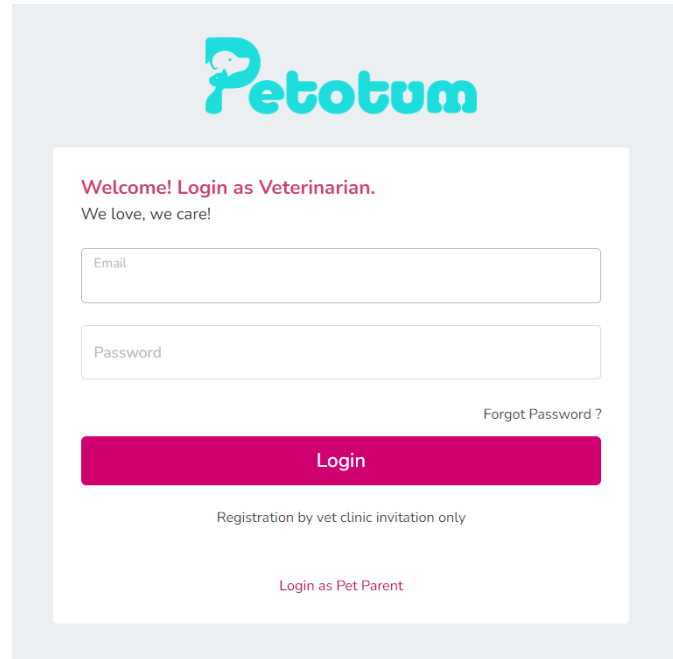 Petotum
Welcome! Login as Veterinarian.
We love, we care!
Email
Password
Forgot Password ?
Login
Registration by vet clinic invitation only
Login as Pet Parent